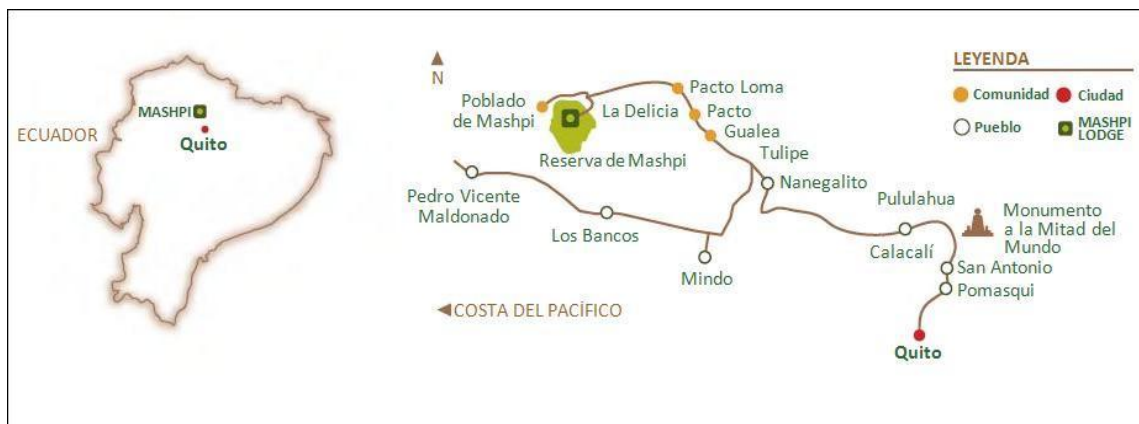 ECUADOR
MASHPI
Quito
N
Poblado
de Mashpi
La Delicia
Pacto Loma
Pacto
Gualea
Tulipe
Reserva de Mashpi
Nanegalito
Pedro Vicente
Maldonado
Los Bancos
Mindo
Pululahua
Calacalí
Monumento
a la Mitad del
Mundo
San Antonio
Pomasqui
Quito
COSTA DEL PACÍFICO
LEYENDA
Comunidad
Ciudad
Pueblo
MASHPI
LODGE